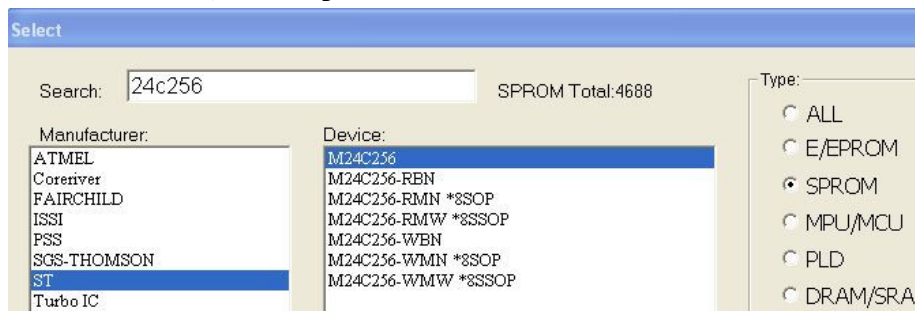 Select
Search: 24c256 SPROM Total:4688
Manufacturer:
ATMEL
Coreriver
FAIRCHILD
ISSI
PSS
SGS-THOMSON
ST
Turbo IC
Device:
M24C256
M24C256-RBN
M24C256-RMN *8SOP
M24C256-RMW *8SSOP
M24C256-WBN
M24C256-WMN *8SOP
M24C256-WMW *8SSOP
Type:
ALL
E/EPROM
SPROM
MPU/MCU
PLD
DRAM/SRA